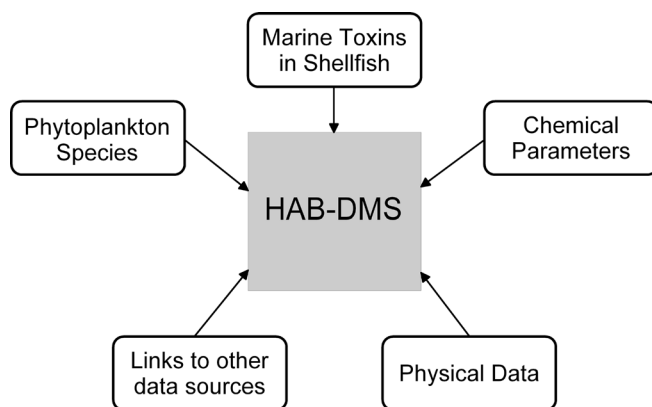 Marine Toxins
in Shellfish
Phytoplankton
Species
Chemical
Parameters
HAB-DMS
Links to other
data sources
Physical Data